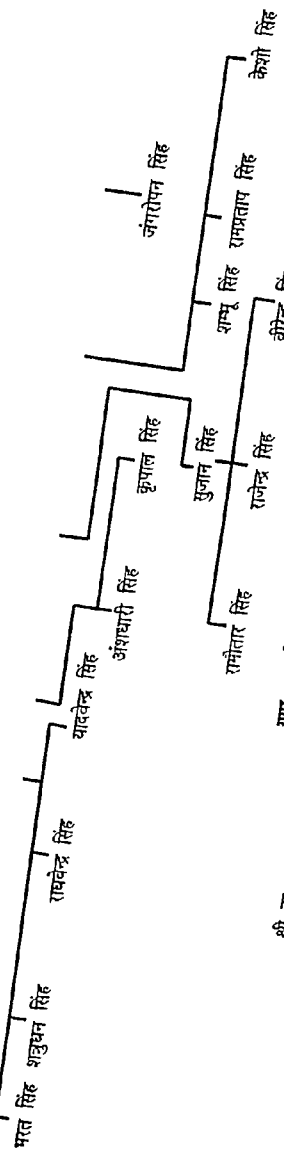 केशो सिंह
जंगरोपन सिंह
रामप्रताप सिंह
शम्भू सिंह
कृपाल सिंह
सुजान सिंह
राजेन्द्र सिंह
अंशधारी सिंह
रामौतार सिंह
यादवेन्द्र सिंह
राघवेन्द्र सिंह
भरत सिंह शत्रुघन सिंह